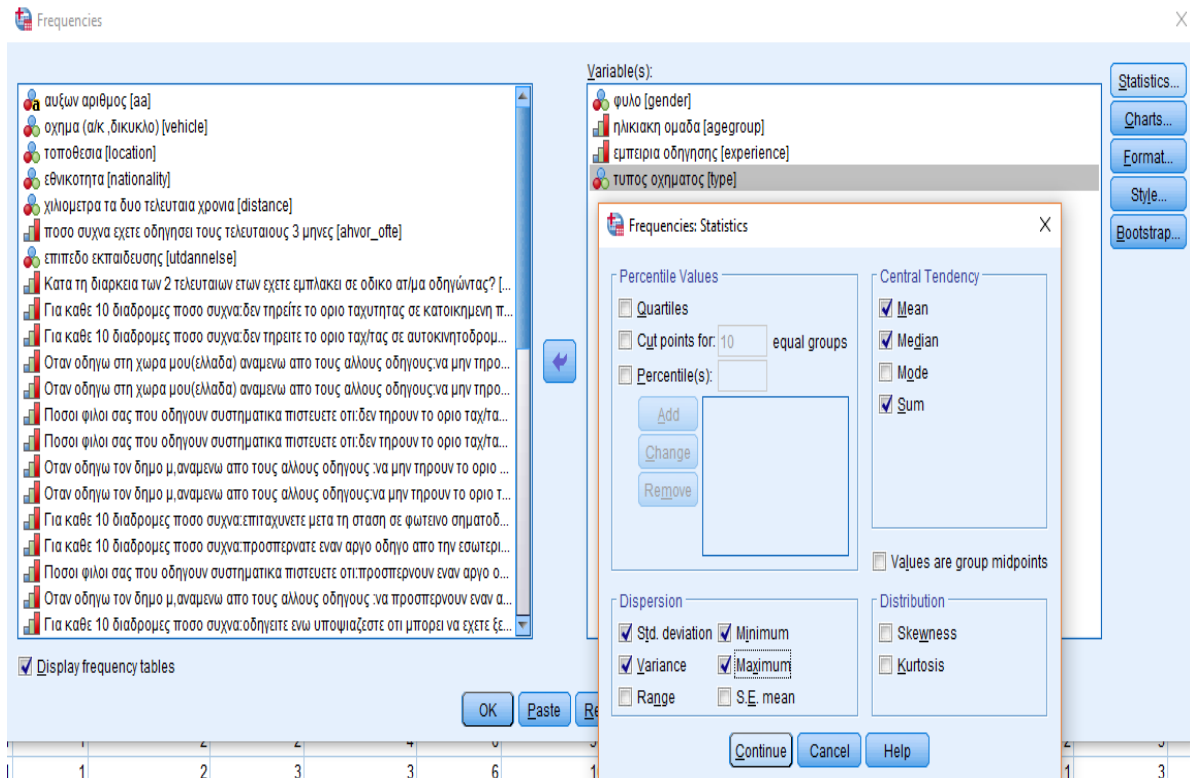 Frequencies
Variable(s):
αυξων αριθμος [aa]
οχημα (α/κ ,δικυκλο) [vehicle]
τοποθεσια [location]
εθνικοτητα [nationality]
χιλιομετρα τα δυο τελευταια χρονια [distance]
ποσο συχνα εχετε οδηγησει τους τελευταιους 3 μηνες [ahvor_ofte]
επιπεδο εκπαιδευσης [utdannelse]
Κατα τη διαρκεια των 2 τελευταιων ετων εχετε εμπλακει σε οδικο ατ/μα οδηγώντας? [...
Για καθε 10 διαδρομες ποσο συχνα:δεν τηρείτε το οριο ταχυτητας σε κατοικημενη π...
Για καθε 10 διαδρομες ποσο συχνα:δεν τηρειτε το οριο ταχ/τας σε αυτοκινητοδρομ...
Οταν οδηγω στη χωρα μου(ελλαδα) αναμενω απο τους αλλους οδηγους:να μην τηρο...
Οταν οδηγω στη χωρα μου(ελλαδα) αναμενω απο τους αλλους οδηγους:να μην τηρο...
Ποσοι φιλοι σας που οδηγουν συστηματικα πιστευετε οτι:δεν τηρουν το οριο ταχ/τα...
Ποσοι φιλοι σας που οδηγουν συστηματικα πιστευετε οτι:δεν τηρουν το οριο ταχ/τα...
Οταν οδηγω τον δημο μ,αναμενω απο τους αλλους οδηγους :να μην τηρουν το οριο ...
Οταν οδηγω τον δημο μ,αναμενω απο τους αλλους οδηγους:να μην τηρουν το οριο τ...
Για καθε 10 διαδρομες ποσο συχνα:επιταχυνετε μετα τη σταση σε φωτεινο σηματοδ...
Για καθε 10 διαδρομες ποσο συχνα:προσπερνατε εναν αργο οδηγο απο την εσωτερι...
Ποσοι φιλοι σας που οδηγουν συστηματικα πιστευετε οτι:προσπερνουν εναν αργο ο...
Οταν οδηγω τον δημο μ,αναμενω απο τους αλλους οδηγους :να προσπερνουν εναν α...
Για καθε 10 διαδρομες ποσο συχνα:οδηγειτε ενω υποψιαζεστε οτι μπορει να εχετε ξε...
φυλο [gender]
ηλικιακη ομαδα [agegroup]
εμπειρια οδηγησης [experience]
τυπος οχηματος [type]
Statistics...
Charts...
Format...
Style...
Bootstrap...
Frequencies: Statistics
Percentile Values
Quartiles
Cut points for: 10 equal groups
Percentile(s):
Add
Change
Remove
Central Tendency
Mean
Median
Mode
Sum
Values are group midpoints
Dispersion
Std. deviation Minimum
Variance Maximum
Range S.E. mean
Distribution
Skewness
Kurtosis
Continue Cancel Help
Display frequency tables
OK Paste Re
1 2 3 3 6 1 1 3